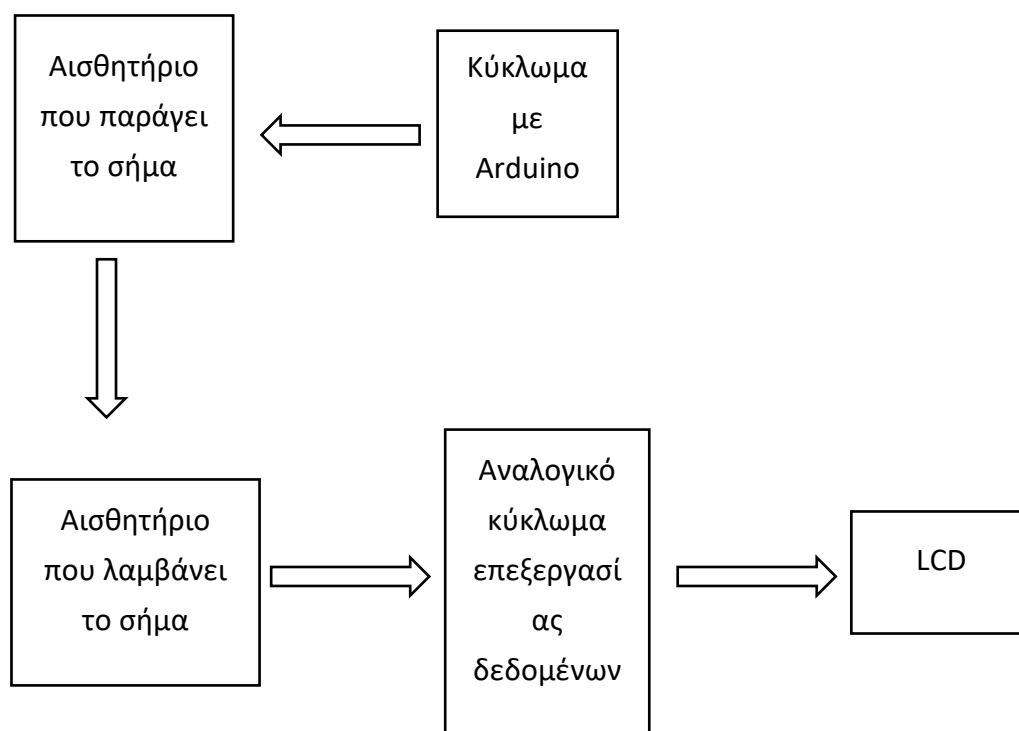 Αισθητήριο
που παράγει
το σήμα
Κύκλωμα
με
Arduino
Αισθητήριο
που λαμβάνει
το σήμα
Αναλογικό
κύκλωμα
επεξεργασί
ας
δεδομένων
LCD